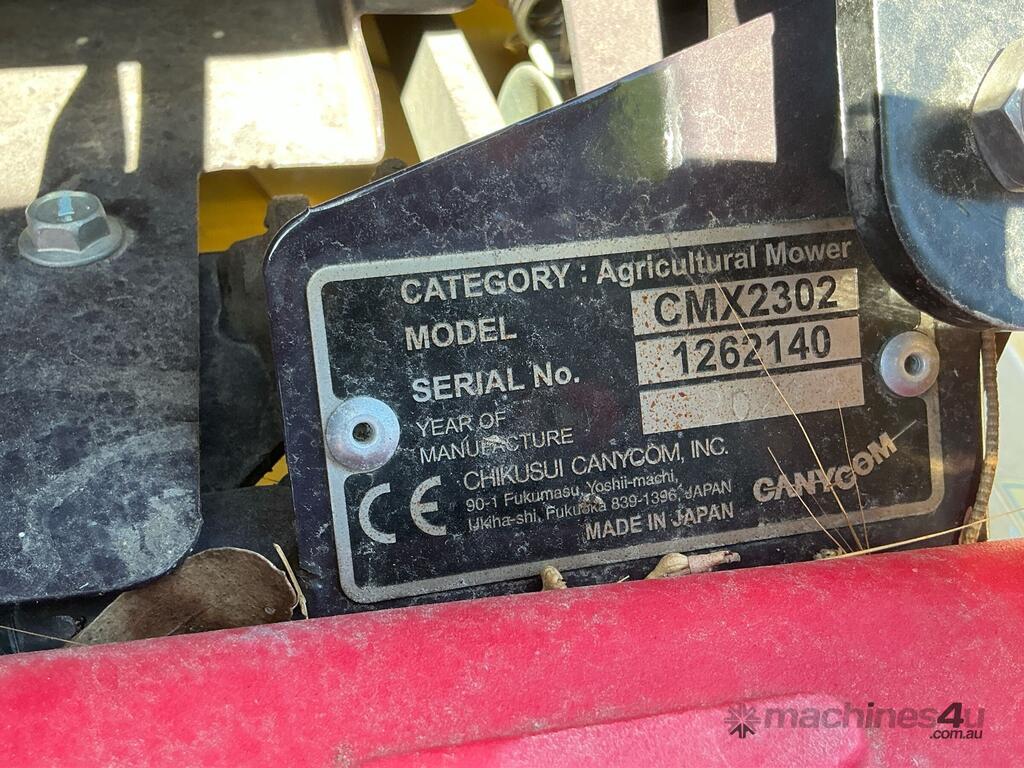 CATEGORY : Agricultural Mower
MODEL CMX2302
SERIAL No. 1262140
YEAR OF
MANUFACTURE
CHIKUSUI CANYCOM, INC.
90-1 Fukumasu, Yoshii-machi,
Ukiha-shi, Fukuoka 839-1396, JAPAN
MADE IN JAPAN
CE
CANYCOM
machines4u
.com.au